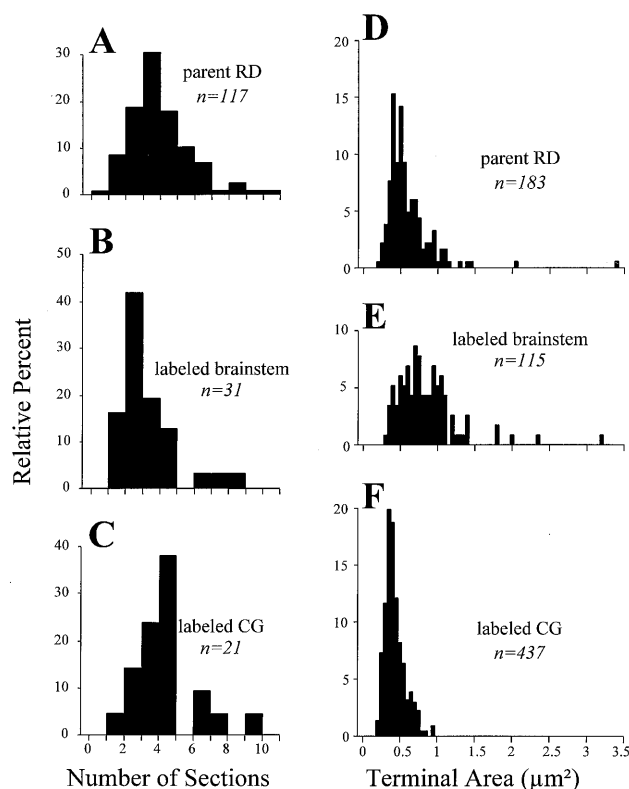 A
30
20
10
0
parent RD
n=117
B
50
40
30
20
10
0
labeled brainstem
n=31
C
40
30
20
10
0
labeled CG
n=21
0 2 4 6 8 10
Number of Sections
Relative Percent
D
20
15
10
5
0
parent RD
n=183
E
10
5
0
labeled brainstem
n=115
F
20
15
10
5
0
labeled CG
n=437
0 0.5 1 1.5 2 2.5 3 3.5
Terminal Area (µm²)